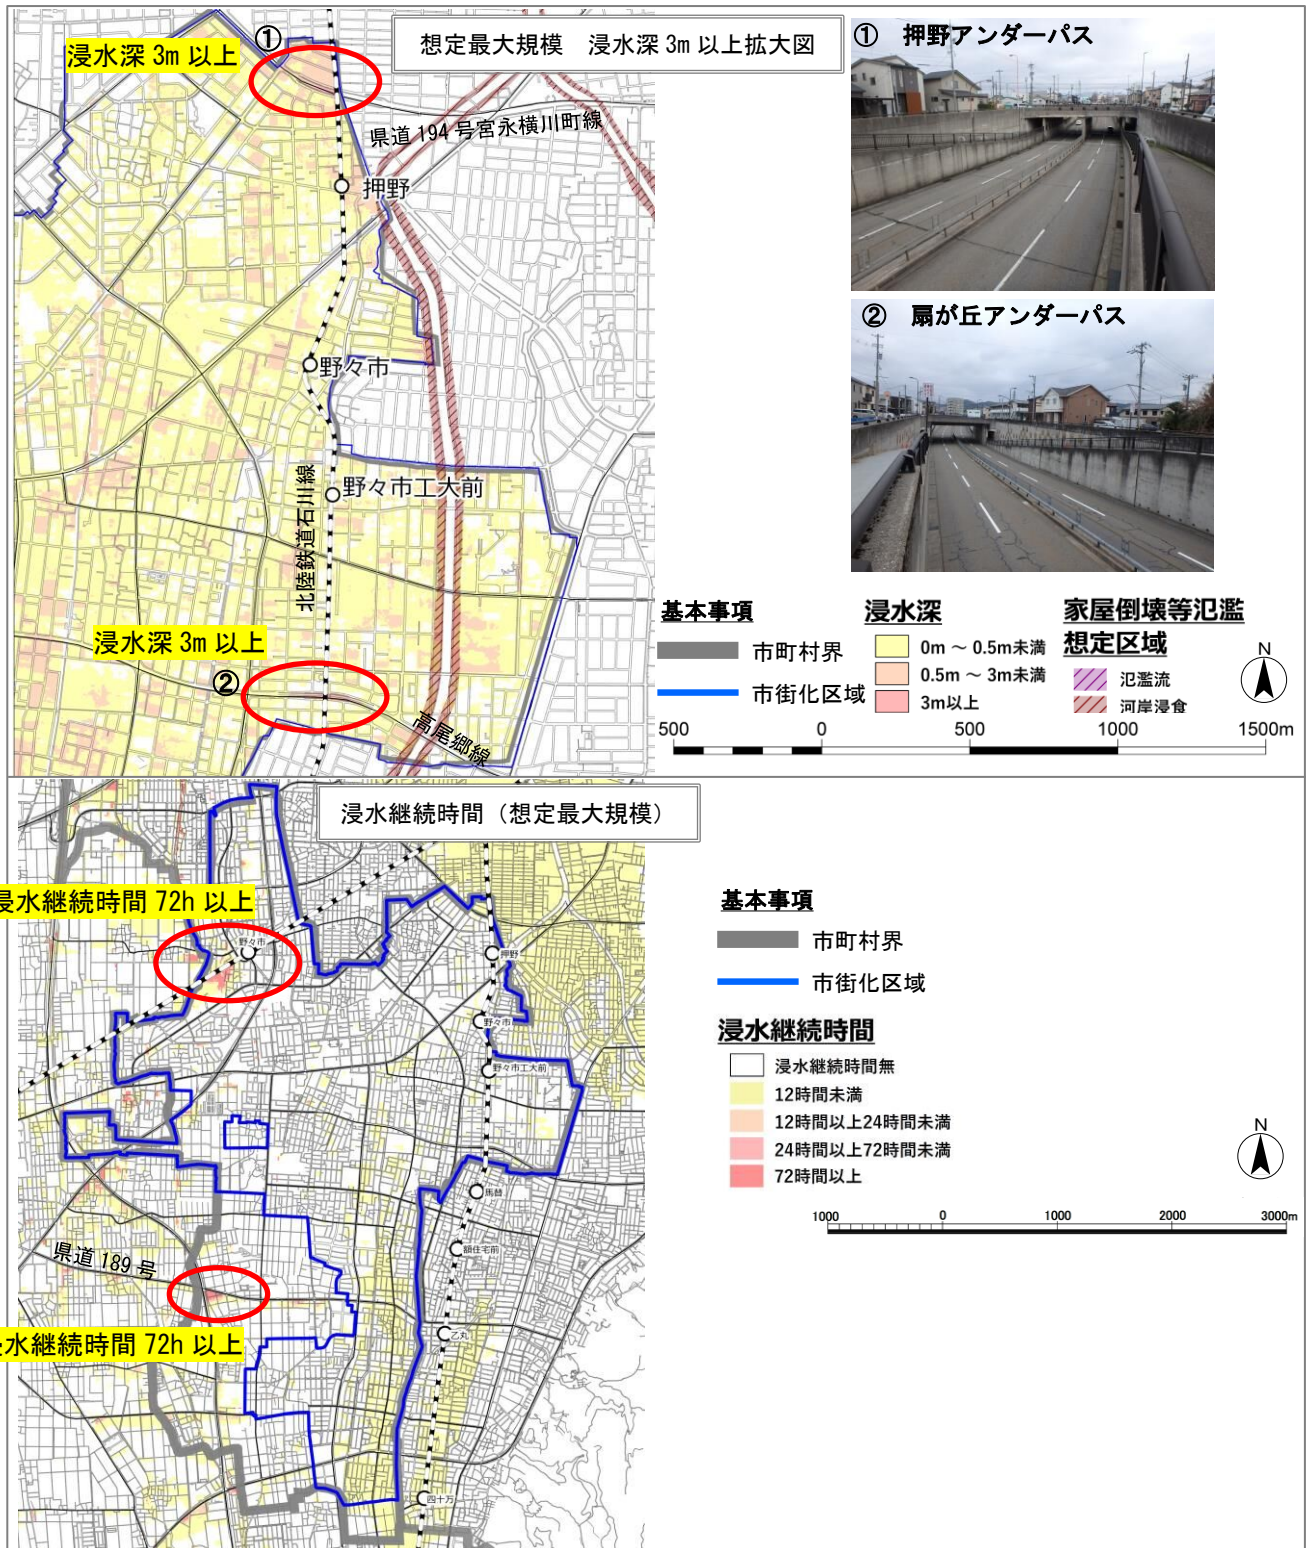 想定最大規模　浸水深 3m 以上拡大図
浸水深 3m 以上
①
県道 194 号宮永横川町線
押野
野々市
野々市工大前
北陸鉄道石川線
浸水深 3m 以上
②
高尾郷線
①　押野アンダーパス
②　扇が丘アンダーパス
基本事項
市町村界
市街化区域
浸水深
0m ～ 0.5m未満
0.5m ～ 3m未満
3m以上
家屋倒壊等氾濫
想定区域
氾濫流
河岸浸食
N
500 0 500 1000 1500m
浸水継続時間（想定最大規模）
浸水継続時間 72h 以上
野々市
押野
野々市
野々市工大前
馬替
額住宅前
県道 189 号
乙丸
水継続時間 72h 以上
四十万
基本事項
市町村界
市街化区域
浸水継続時間
浸水継続時間無
12時間未満
12時間以上24時間未満
24時間以上72時間未満
72時間以上
N
1000 0 1000 2000 3000m